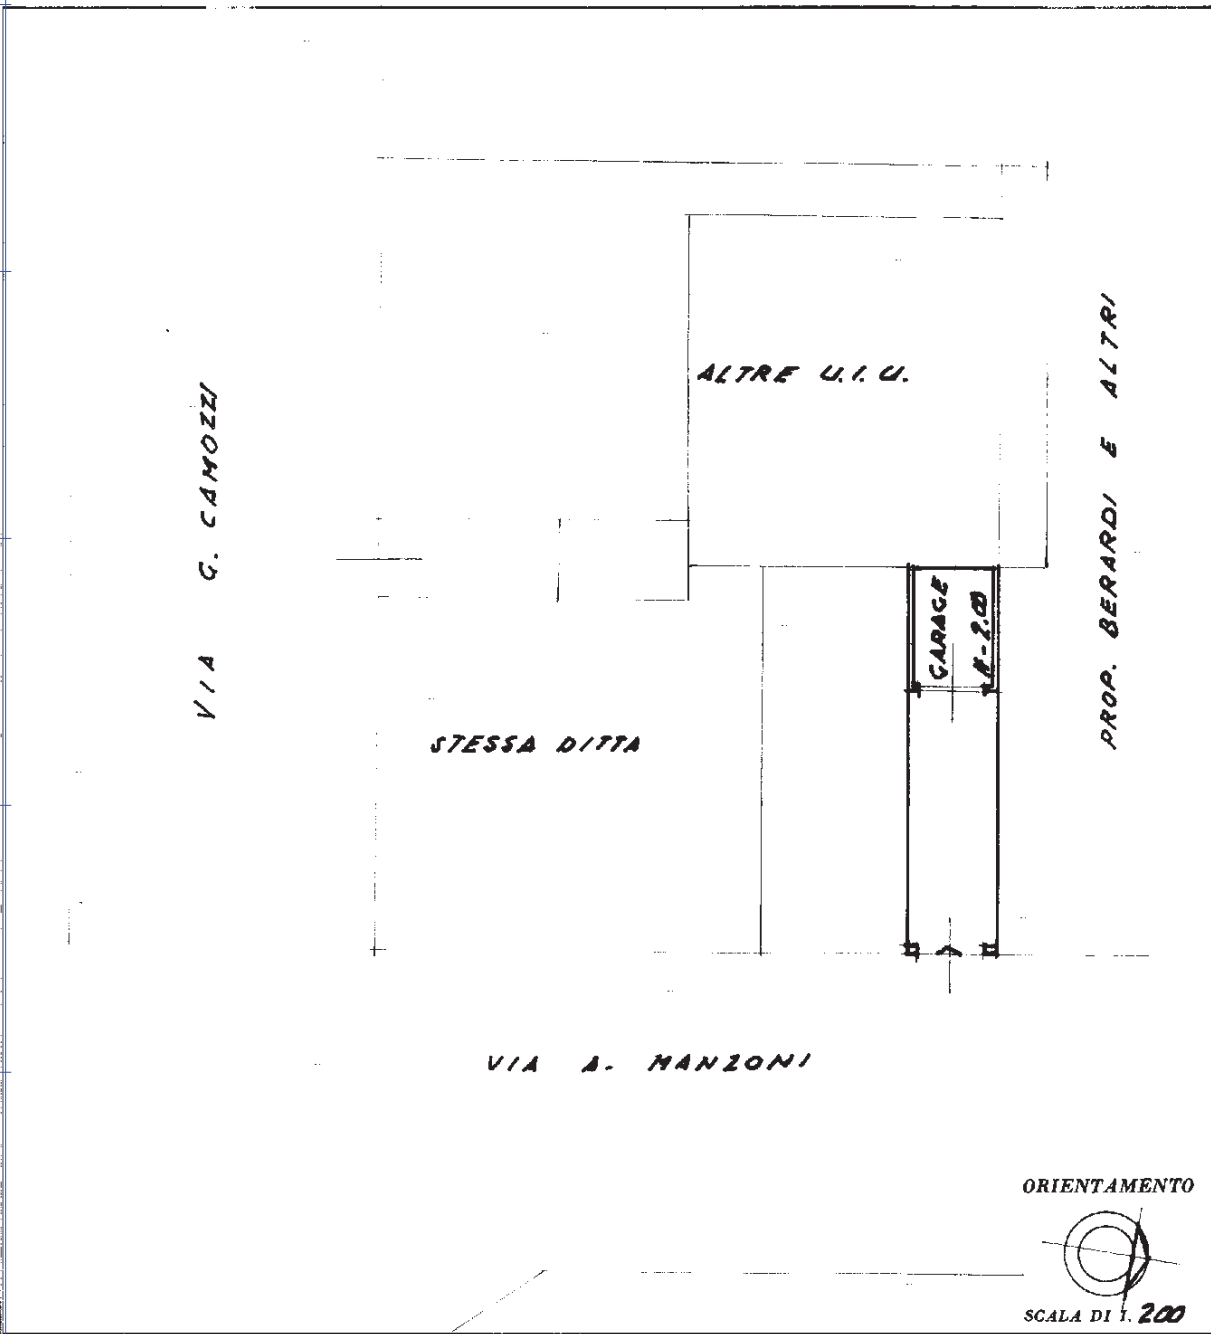 ALTRE U.I.U.
VIA G. CAMOZZI
PROP. BERARDI E ALTRI
GARAGE
H-2.00
STESSA DITTA
VIA A. MANZONI
ORIENTAMENTO
SCALA DI 1. 200